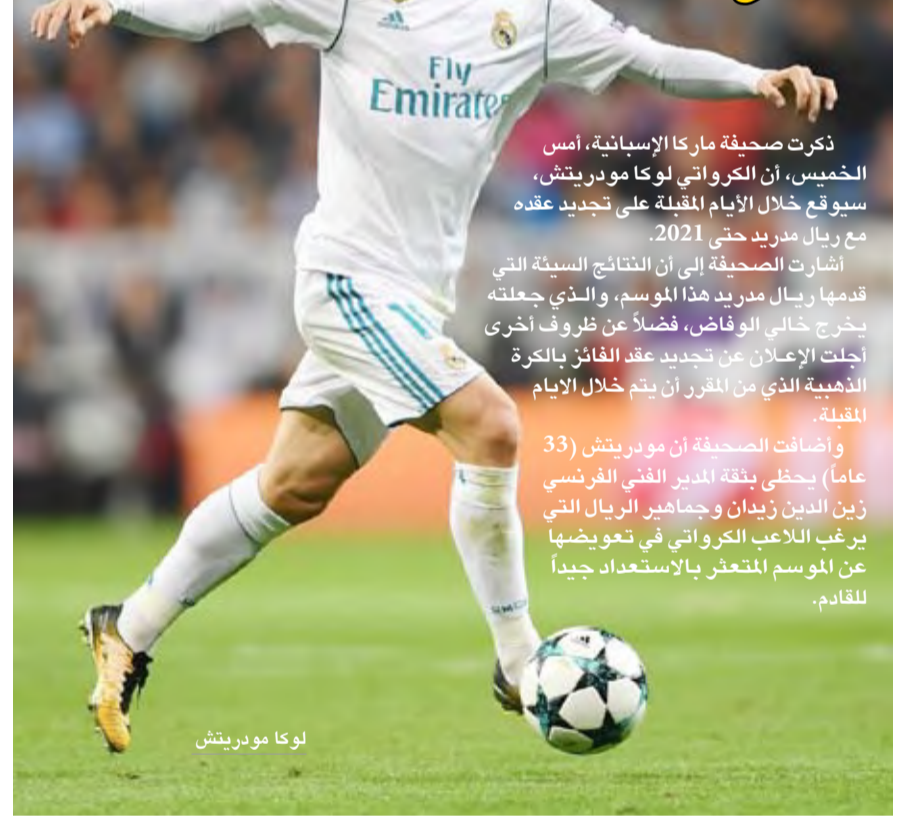 adidas
Fly
Emirates
ذكرت صحيفة ماركا الإسبانية، أمس
الخميس، أن الكرواتي لوكا مودريتش،
سيوقع خلال الأيام المقبلة على تجديد عقده
مع ريال مدريد حتى 2021.
أشارت الصحيفة إلى أن النتائج السيئة التي
قدمها ريال مدريد هذا الموسم، والذي جعلته
يخرج خالي الوفاض، فضلاً عن ظروف أخرى
أجلت الإعلان عن تجديد عقد الفائز بالكرة
الذهبية الذي من المقرر أن يتم خلال الايام
المقبلة.
وأضافت الصحيفة أن مودريتش (33
عاماً) يحظى بثقة المدير الفني الفرنسي
زين الدين زيدان وجماهير الريال التي
يرغب اللاعب الكرواتي في تعويضها
عن الموسم المتعثر بالاستعداد جيداً
للقادم.
لوكا مودريتش